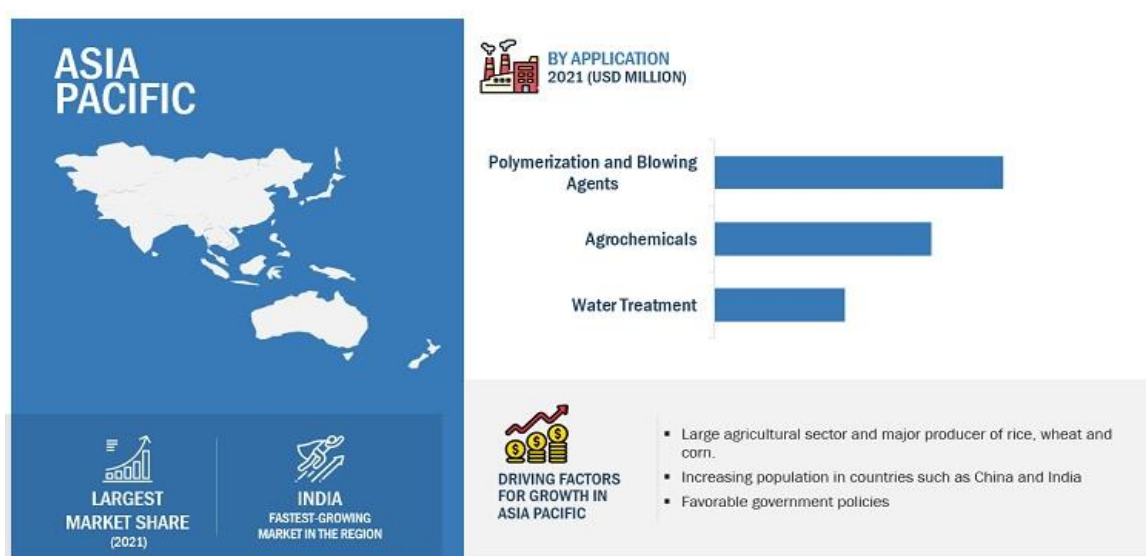 ASIA
PACIFIC
BY APPLICATION
2021 (USD MILLION)
Polymerization and Blowing
Agents
Agrochemicals
Water Treatment
LARGEST
MARKET SHARE
(2021)
INDIA
FASTEST-GROWING
MARKET IN THE REGION
DRIVING FACTORS
FOR GROWTH IN
ASIA PACIFIC
▪ Large agricultural sector and major producer of rice, wheat and
corn.
▪ Increasing population in countries such as China and India
▪ Favorable government policies